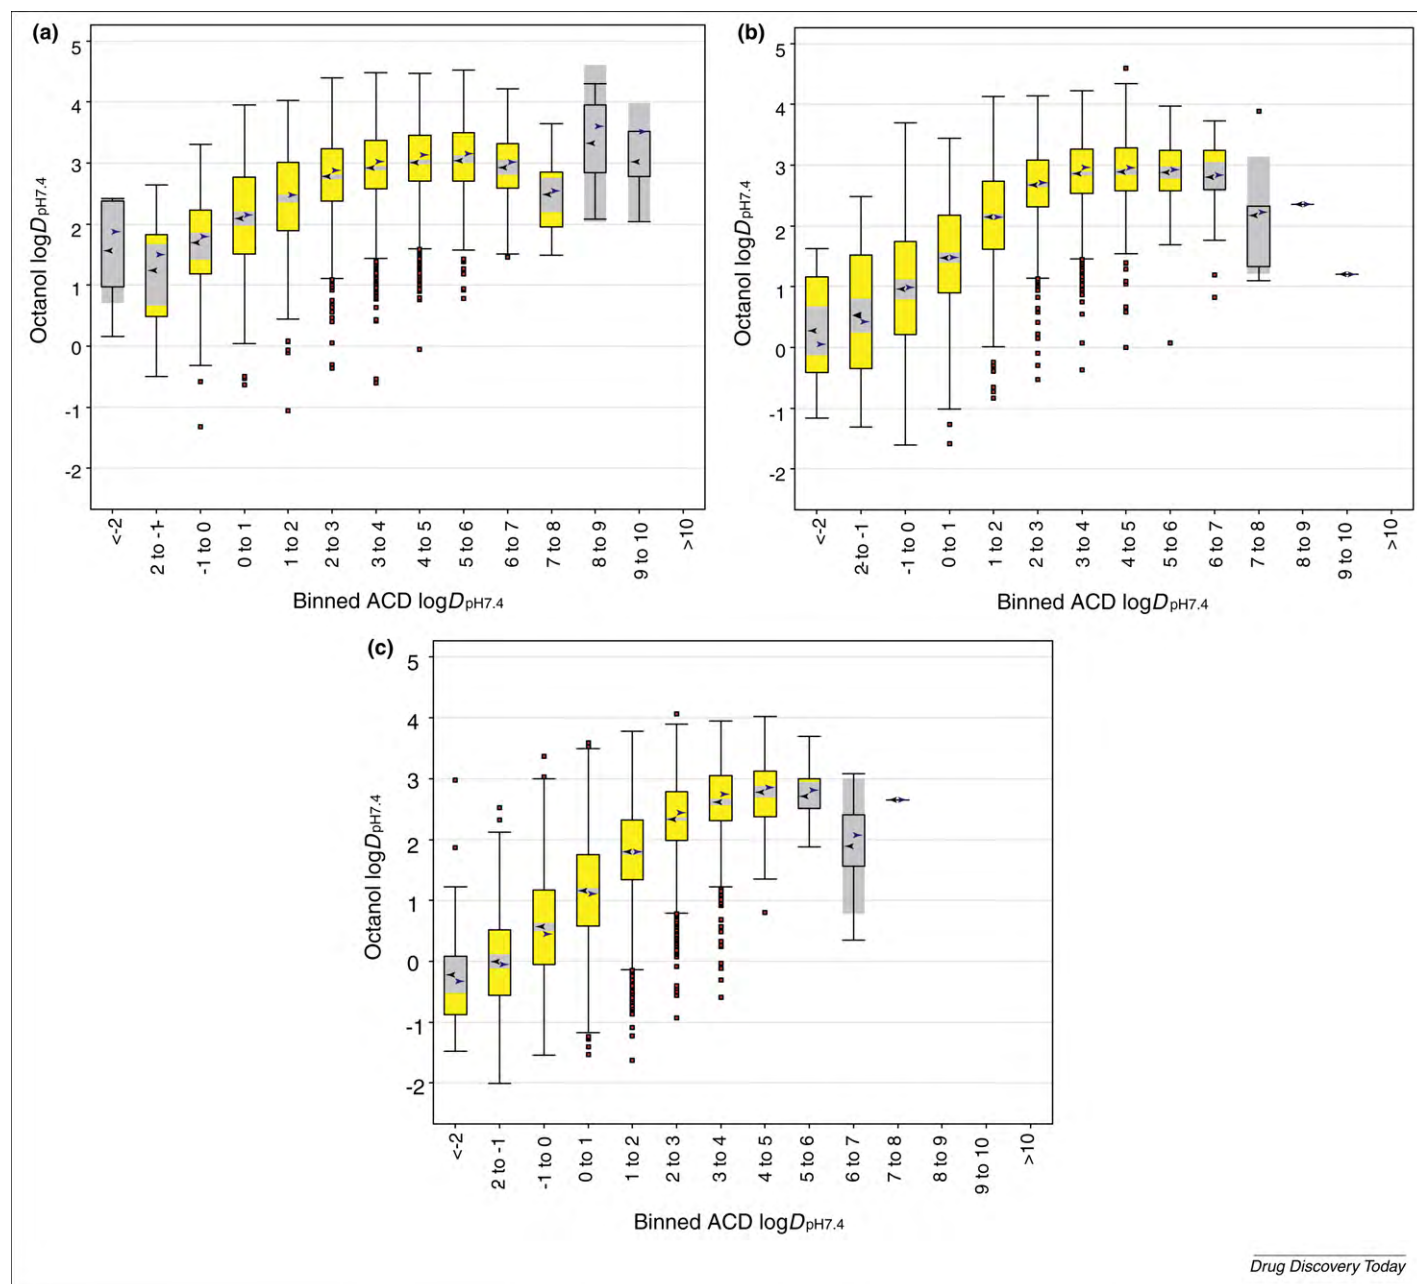 (a)
5
4
3
2
1
0
-1
-2
Octanol logDpH7.4
<-2
2 to -1
-1 to 0
0 to 1
1 to 2
2 to 3
3 to 4
4 to 5
5 to 6
6 to 7
7 to 8
8 to 9
9 to 10
>10
Binned ACD logDpH7.4
(b)
5
4
3
2
1
0
-1
-2
Octanol logDpH7.4
<-2
2 to -1
-1 to 0
0 to 1
1 to 2
2 to 3
3 to 4
4 to 5
5 to 6
6 to 7
7 to 8
8 to 9
9 to 10
>10
Binned ACD logDpH7.4
(c)
5
4
3
2
1
0
-1
-2
Octanol logDpH7.4
<-2
2 to -1
-1 to 0
0 to 1
1 to 2
2 to 3
3 to 4
4 to 5
5 to 6
6 to 7
7 to 8
8 to 9
9 to 10
>10
Binned ACD logDpH7.4
Drug Discovery Today